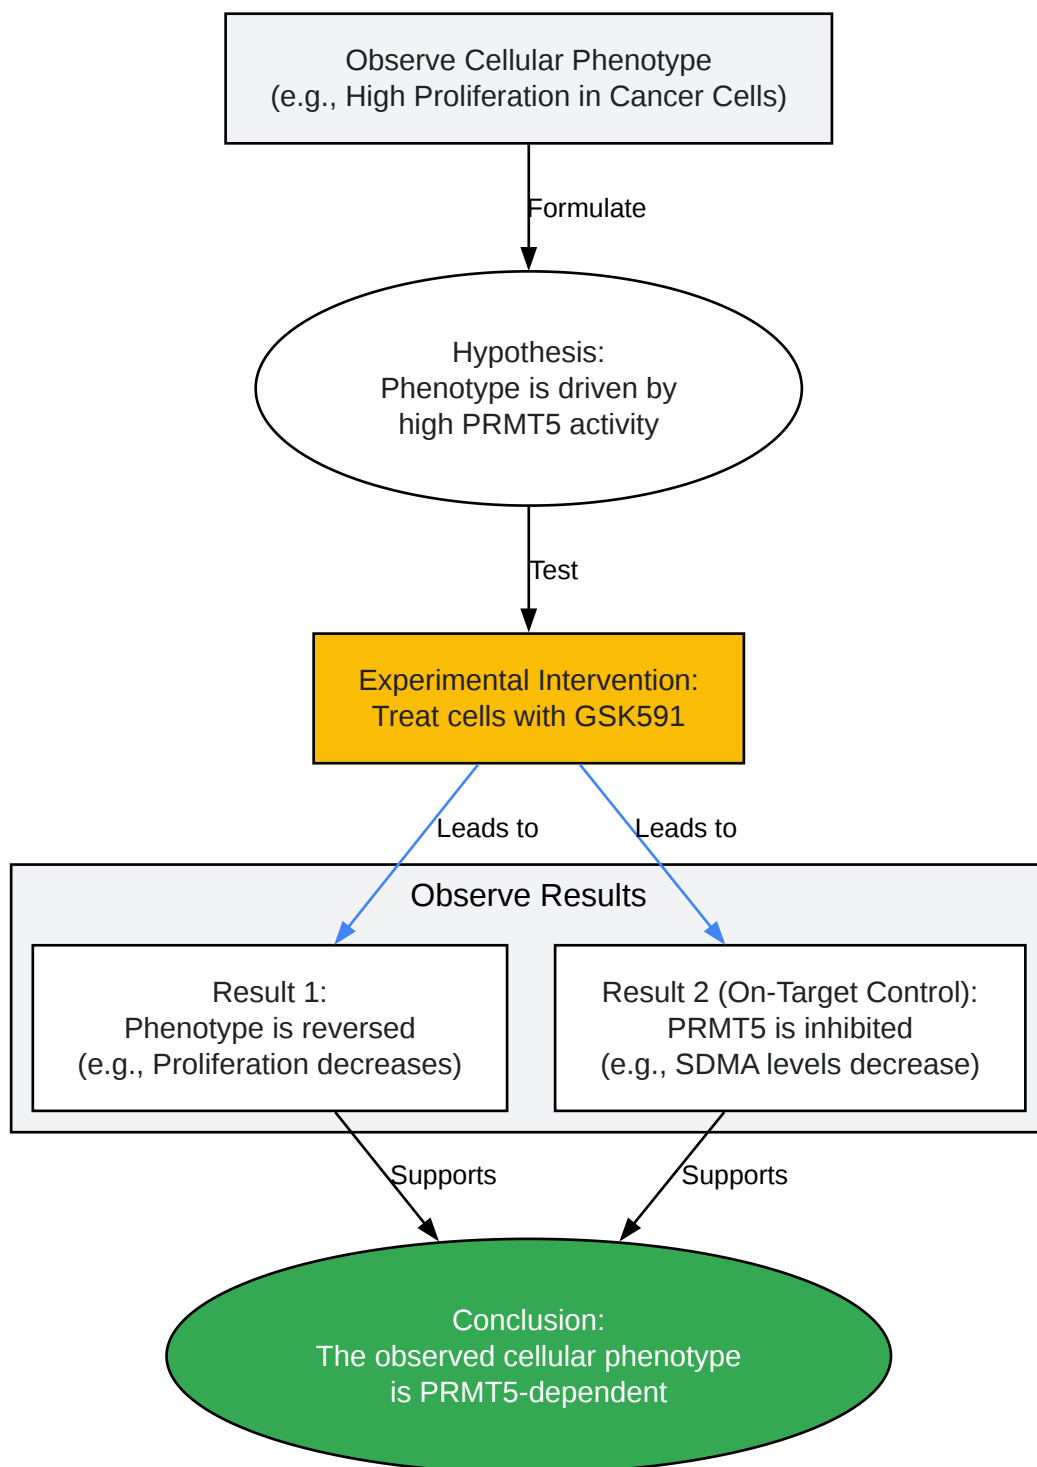 Observe Cellular Phenotype
(e.g., High Proliferation in Cancer Cells)
Formulate
Hypothesis:
Phenotype is driven by
high PRMT5 activity
Test
Experimental Intervention:
Treat cells with GSK591
Leads to
Leads to
Observe Results
Result 1:
Phenotype is reversed
(e.g., Proliferation decreases)
Result 2 (On-Target Control):
PRMT5 is inhibited
(e.g., SDMA levels decrease)
Supports
Supports
Conclusion:
The observed cellular phenotype
is PRMT5-dependent